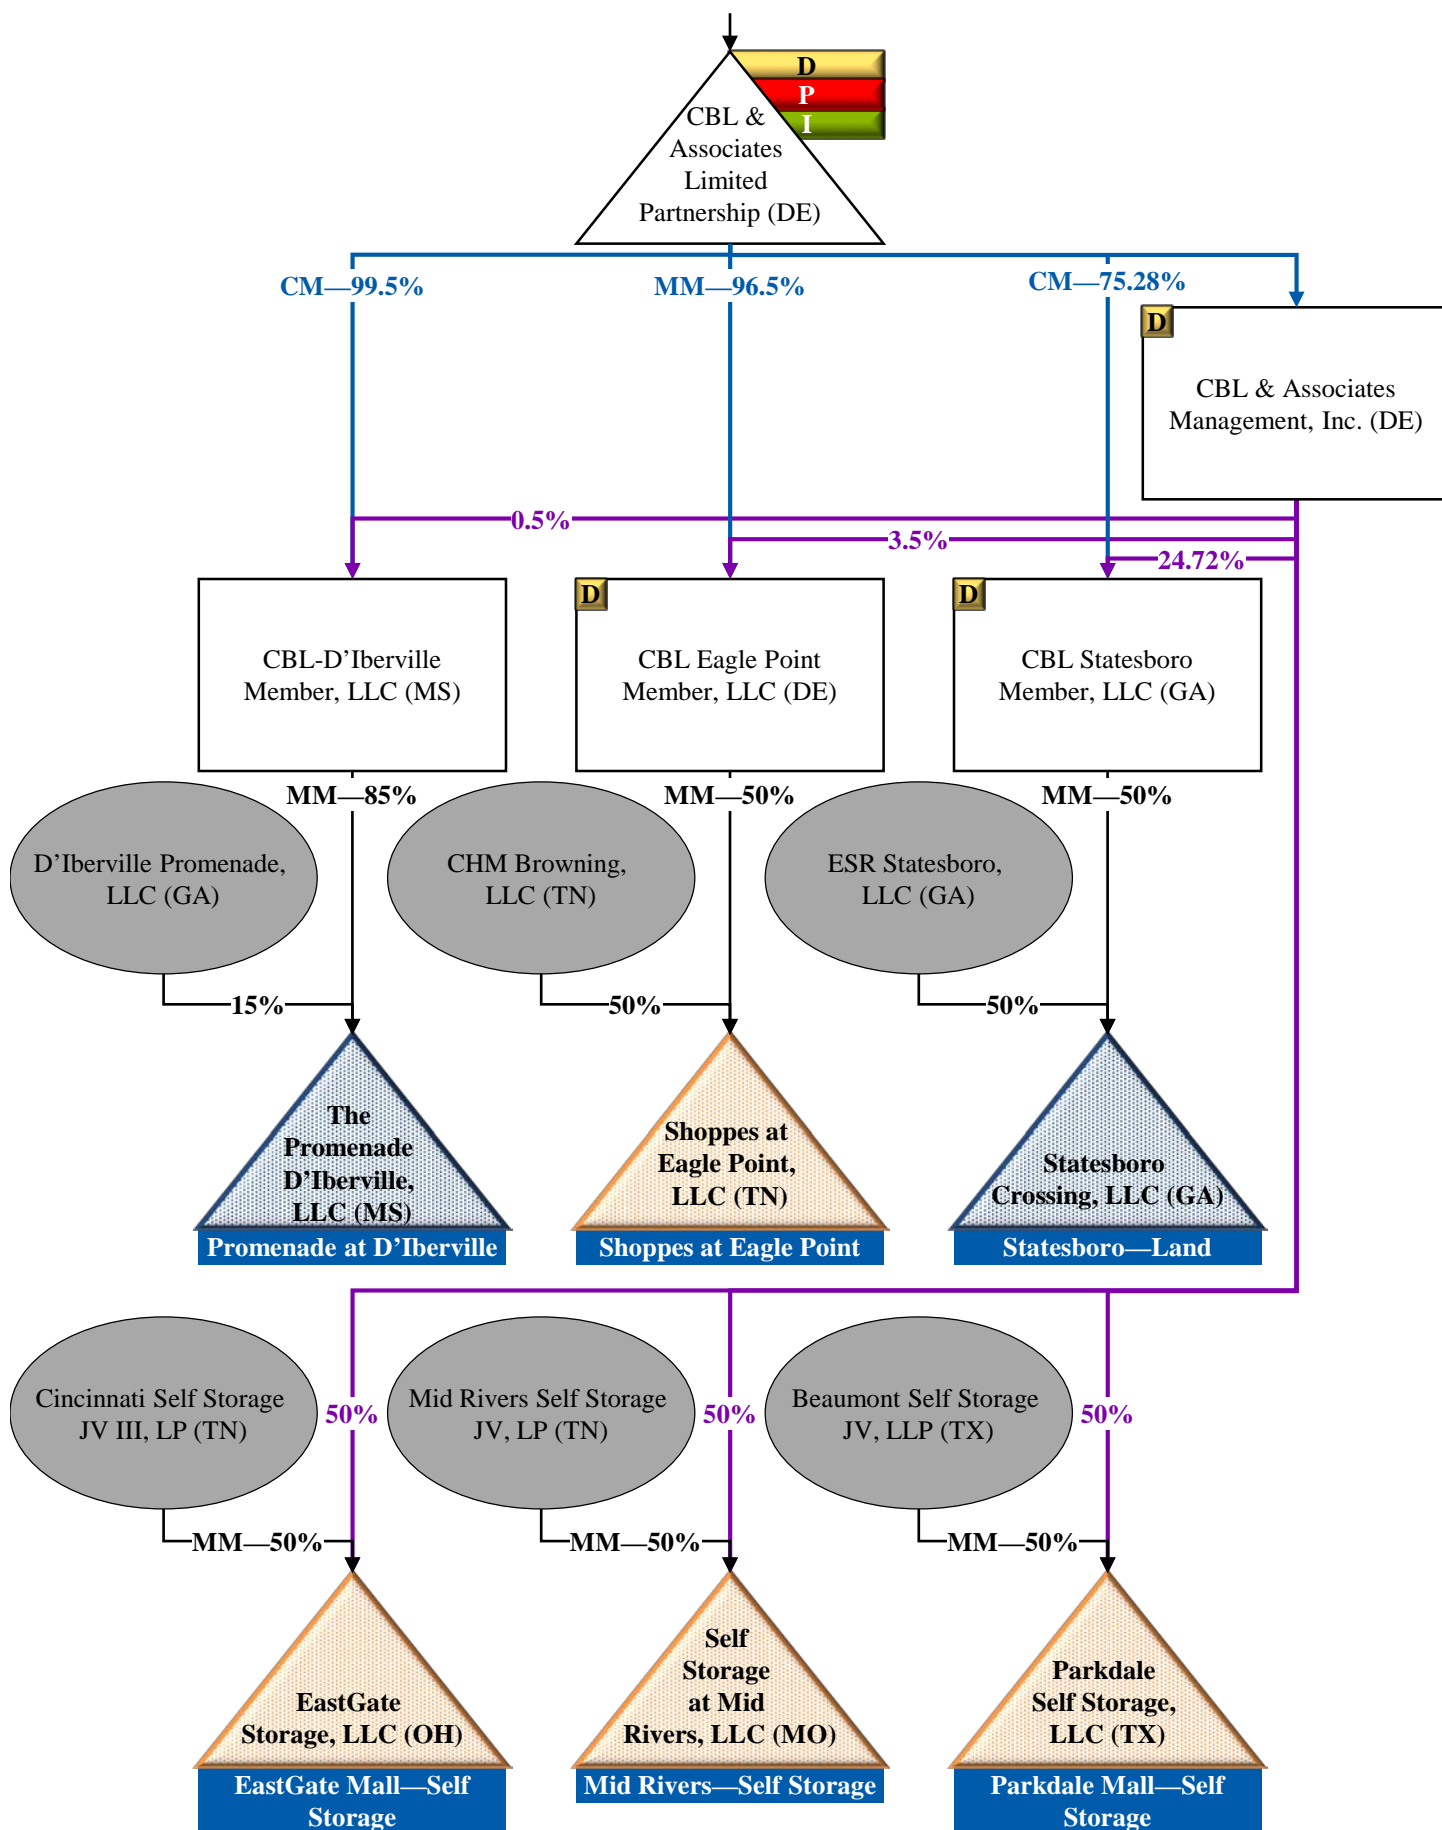 D
P
I
CBL &
Associates
Limited
Partnership (DE)
CM—99.5%
MM—96.5%
CM—75.28%
D
CBL & Associates
Management, Inc. (DE)
0.5%
3.5%
24.72%
CBL-D’Iberville
Member, LLC (MS)
D
CBL Eagle Point
Member, LLC (DE)
D
CBL Statesboro
Member, LLC (GA)
MM—85%
MM—50%
MM—50%
D’Iberville Promenade,
LLC (GA)
CHM Browning,
LLC (TN)
ESR Statesboro,
LLC (GA)
15%
50%
50%
The
Promenade
D’Iberville,
LLC (MS)
Shoppes at
Eagle Point,
LLC (TN)
Statesboro
Crossing, LLC (GA)
Promenade at D’Iberville
Shoppes at Eagle Point
Statesboro—Land
Cincinnati Self Storage
JV III, LP (TN)
50%
Mid Rivers Self Storage
JV, LP (TN)
50%
Beaumont Self Storage
JV, LLP (TX)
50%
MM—50%
MM—50%
MM—50%
EastGate
Storage, LLC (OH)
Self
Storage
at Mid
Rivers, LLC (MO)
Parkdale
Self Storage,
LLC (TX)
EastGate Mall—Self
Storage
Mid Rivers—Self Storage
Parkdale Mall—Self
Storage